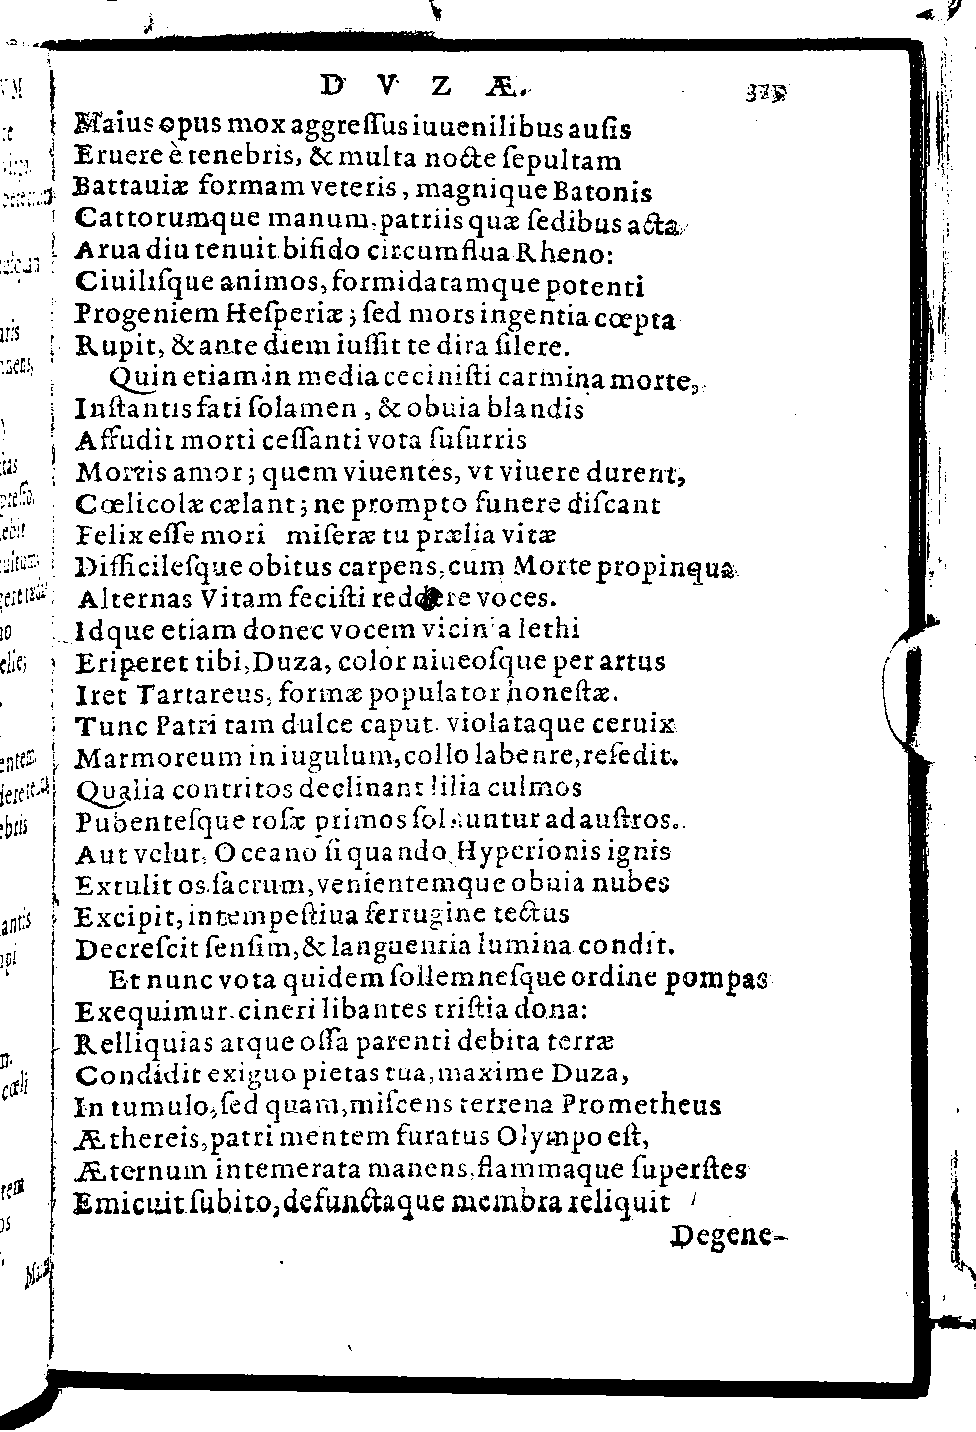 D V Z Æ.
Maius opus mox aggreſſus iuuenilibus auſis
Eruere è tenebris, & multa nocte ſepultam
Battauiæ formam veteris, magnique Batonis
Cattorumque manum, patriis quæ ſedibus acta
Arua diu tenuit bifido circumflua Rheno:
Ciuiliſque animos, formidatamque potenti
Progeniem Heſperiæ; ſed mors ingentia cœpta
Rupit, & ante diem iuſſit te dira ſilere.
Quin etiam in media ceciniſti carmina morte,
Inſtantis fati ſolamen, & obuia blandis
Affudit morti ceſſanti vota ſuſurris
Mortis amor; quem viuentes, vt viuere durent,
Cœlicolæ cælant; ne prompto funere diſcant
Felix eſſe mori miſeræ tu prælia vitæ
Difficileſque obitus carpens, cum Morte propinqua
Alternas Vitam feciſti reddere voces.
Idque etiam donec vocem vicina lethi
Eriperet tibi, Duza, color niueoſque per artus
Iret Tartareus, formæ populator honeſtæ.
Tunc Patri tam dulce caput violataque ceruix
Marmoreum in iugulum, collo labente, reſedit.
Qualia contritos declinant lilia culmos
Pubenteſque roſæ primos ſoluuntur ad auſtros.
Aut velut, Oceano ſi quando Hyperionis ignis
Extulit os ſacrum, venientemque obuia nubes
Excipit, intempeſtiua ferrugine tectus
Decreſcit ſenſim, & languentia lumina condit.
Et nunc vota quidem ſollemneſque ordine pompas
Exequimur, cineri libantes triſtia dona:
Relliquias atque oſſa parenti debita terræ
Condidit exiguo pietas tua, maxime Duza,
In tumulo, ſed quam, miſcens terrena Prometheus
Æthereis, patri mentem furatus Olympo eſt,
Æternum intemerata manens, flammaque ſuperſtes
Emicuit ſubito, defunctaque membra reliquit
Degene-